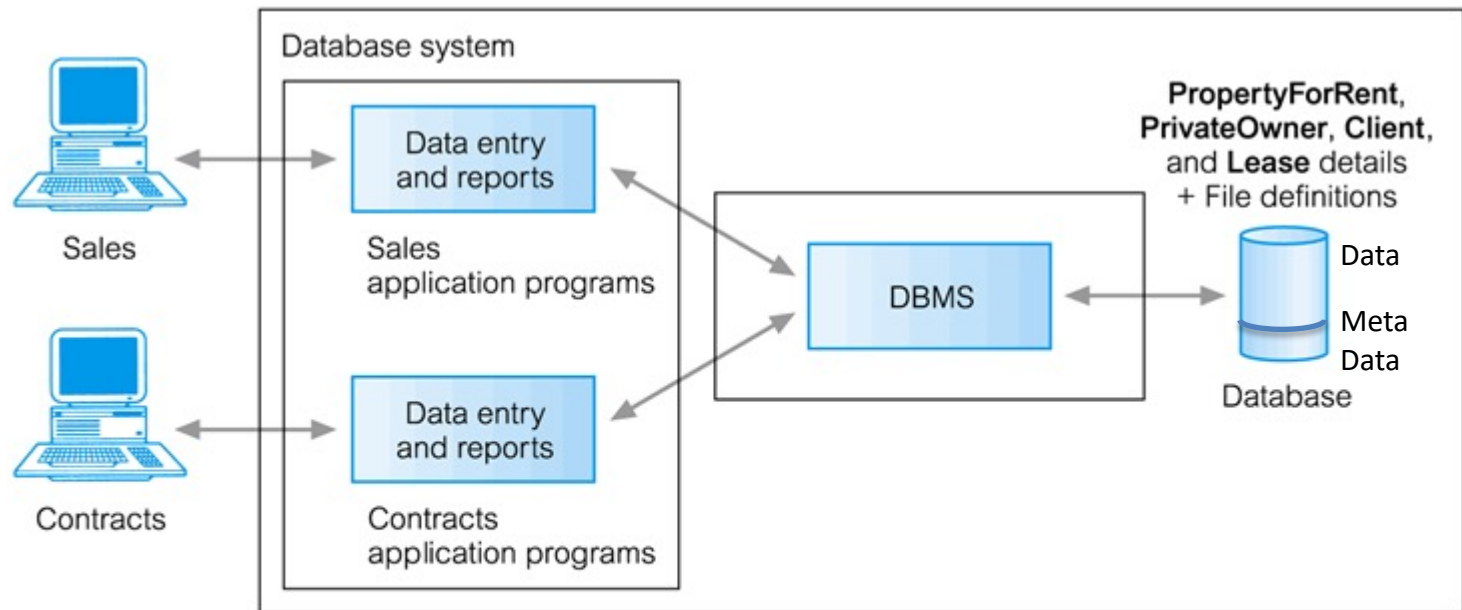 Database system
Data entry
and reports
Sales
Sales
application programs
DBMS
PropertyForRent,
PrivateOwner, Client,
and Lease details
+ File definitions
Data
Meta
Data
Database
Data entry
and reports
Contracts
Contracts
application programs